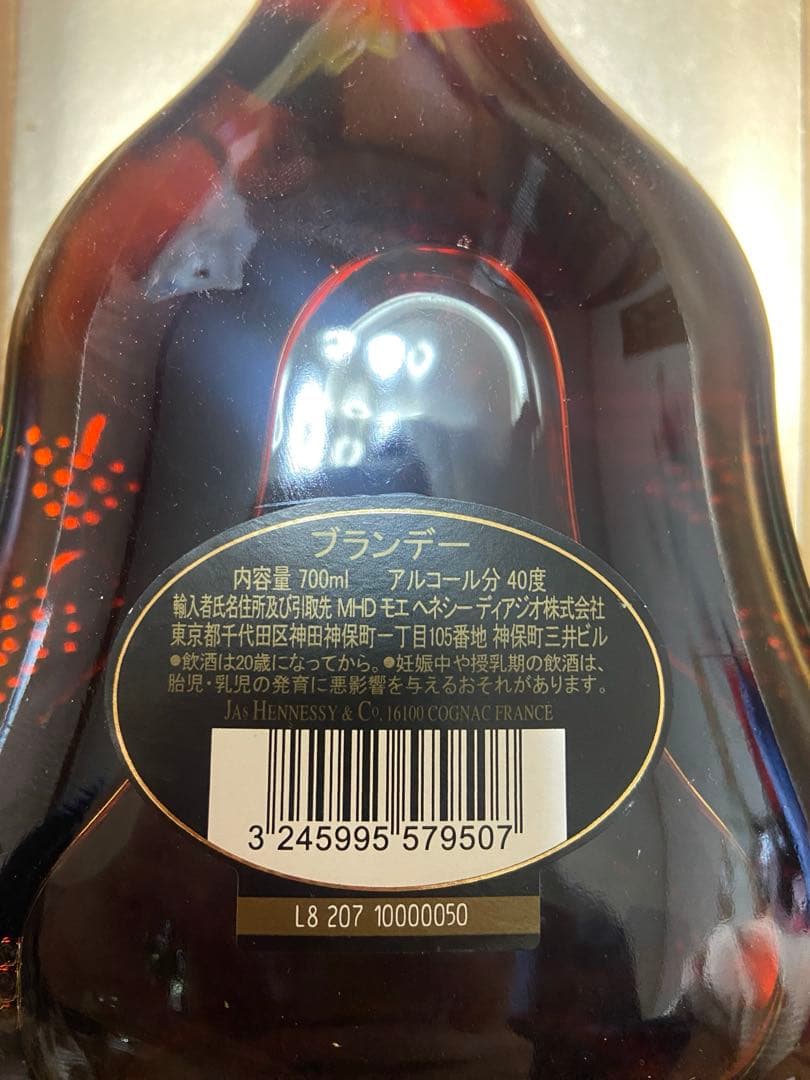 ブランデー
内容量 700ml アルコール分 40度
輸入者氏名住所及び引取先 MHD モエ ヘネシー ディアジオ株式会社
東京都千代田区神田神保町一丁目105番地 神保町三井ビル
●飲酒は20歳になってから。●妊娠中や授乳期の飲酒は、
胎児・乳児の発育に悪影響を与えるおそれがあります。
JAS HENNESSY & CO, 16100 COGNAC FRANCE
3 245995 579507
L8 207 10000050